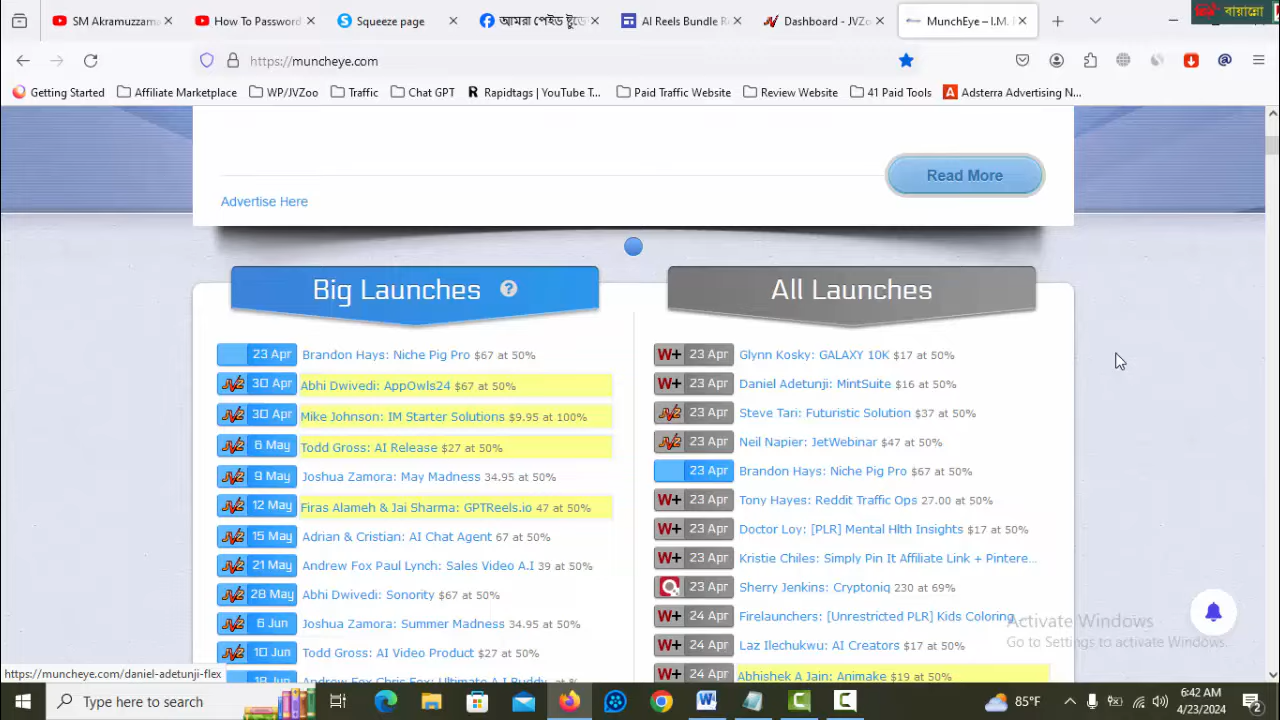 SM Akramuzzama
How To Password
Squeeze page
আমরা পেইড
AI Reels Bundle R
Dashboard - JVZo
MunchEye – I.M.
বায়ান্নো
https://muncheye.com
Getting Started
Affiliate Marketplace
WP/JVZoo
Traffic
Chat GPT
Rapidtags | YouTube T...
Paid Traffic Website
Review Website
41 Paid Tools
Adsterra Advertising N...
Read More
Advertise Here
Big Launches ?
All Launches
23 Apr Brandon Hays: Niche Pig Pro $67 at 50%
30 Apr Abhi Dwivedi: AppOwls24 $67 at 50%
30 Apr Mike Johnson: IM Starter Solutions $9.95 at 100%
6 May Todd Gross: AI Release $27 at 50%
9 May Joshua Zamora: May Madness 34.95 at 50%
12 May Firas Alameh & Jai Sharma: GPTReels.io 47 at 50%
15 May Adrian & Cristian: AI Chat Agent 67 at 50%
21 May Andrew Fox Paul Lynch: Sales Video A.I 39 at 50%
28 May Abhi Dwivedi: Sonority $67 at 50%
6 Jun Joshua Zamora: Summer Madness 34.95 at 50%
10 Jun Todd Gross: AI Video Product $27 at 50%
18 Jun Andrew Fox Chris Fox: Ultimate A.I Buddy
W+ 23 Apr Glynn Kosky: GALAXY 10K $17 at 50%
W+ 23 Apr Daniel Adetunji: MintSuite $16 at 50%
23 Apr Steve Tari: Futuristic Solution $37 at 50%
23 Apr Neil Napier: JetWebinar $47 at 50%
23 Apr Brandon Hays: Niche Pig Pro $67 at 50%
W+ 23 Apr Tony Hayes: Reddit Traffic Ops 27.00 at 50%
W+ 23 Apr Doctor Loy: [PLR] Mental Hlth Insights $17 at 50%
W+ 23 Apr Kristie Chiles: Simply Pin It Affiliate Link + Pintere...
23 Apr Sherry Jenkins: Cryptoniq 230 at 69%
W+ 24 Apr Firelaunchers: [Unrestricted PLR] Kids Coloring
W+ 24 Apr Laz Ilechukwu: AI Creators $17 at 50%
W+ 24 Apr Abhishek A Jain: Animake $19 at 50%
Activate Windows
Go to Settings to activate Windows.
https://muncheye.com/daniel-adetunji-flex
Type here to search
85°F
6:42 AM
4/23/2024
2